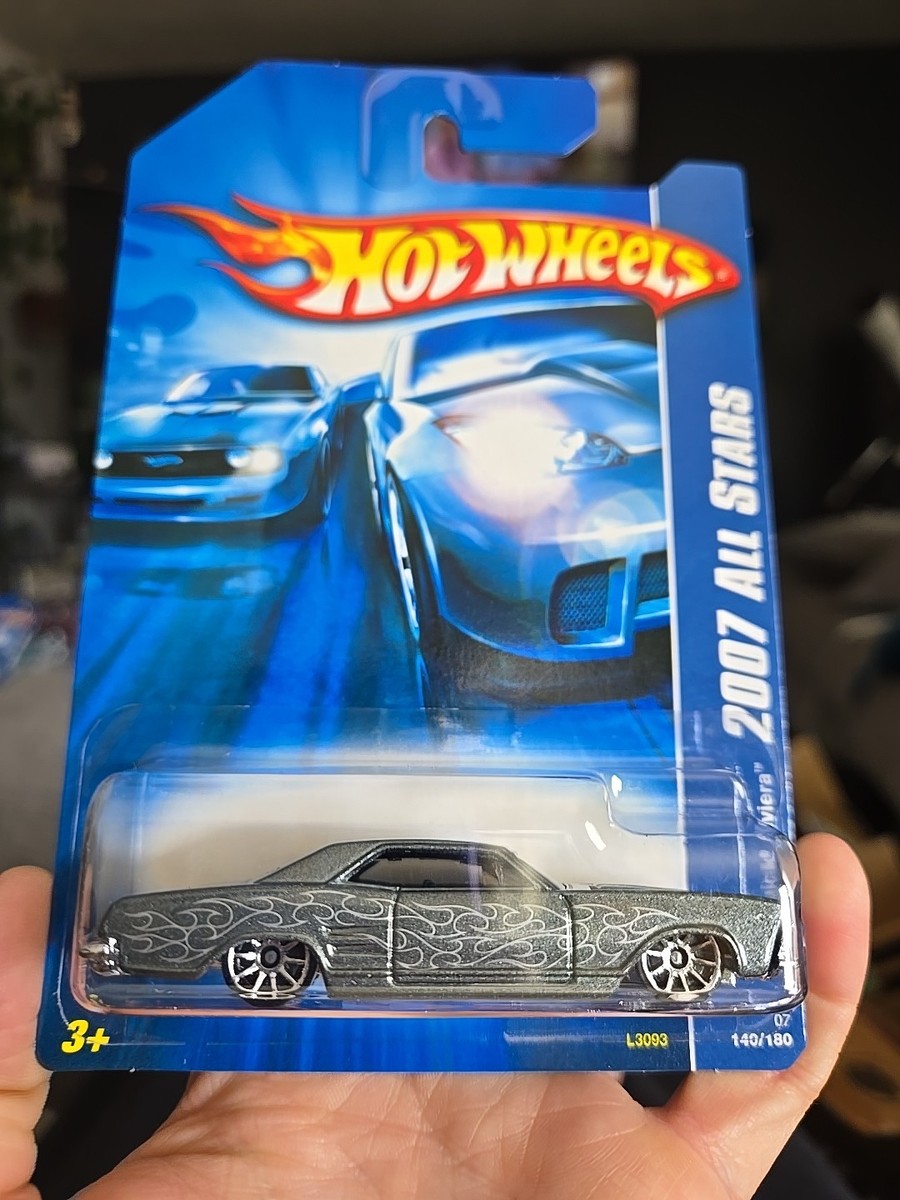 HOT WHEELS
2007 ALL STARS
3+
L3093
07
140/180